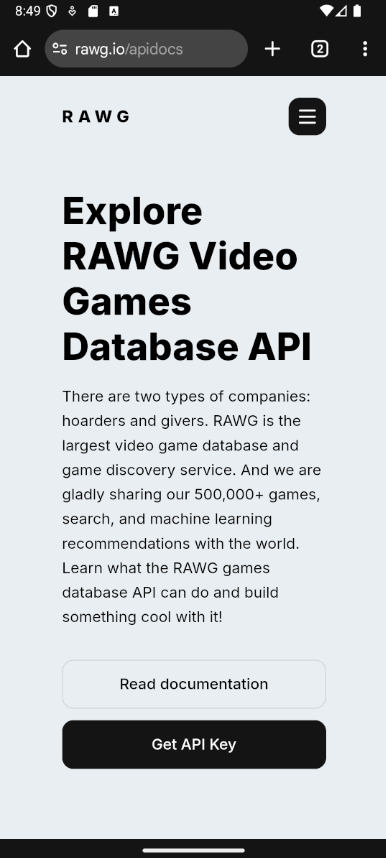 8:49
rawg.io/apidocs
2
RAWG
Explore
RAWG Video
Games
Database API
There are two types of companies:
hoarders and givers. RAWG is the
largest video game database and
game discovery service. And we are
gladly sharing our 500,000+ games,
search, and machine learning
recommendations with the world.
Learn what the RAWG games
database API can do and build
something cool with it!
Read documentation
Get API Key